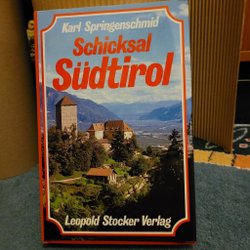 Karl Springenschmid
Schicksal
Südtirol
Leopold Stocker Verlag